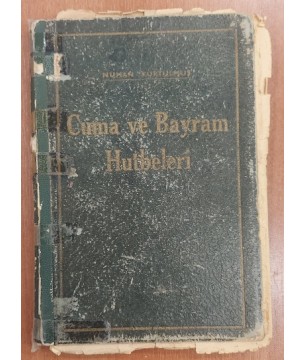 NUMAN KURTULMUŞ
Cuma ve Bayram
Hutbeleri